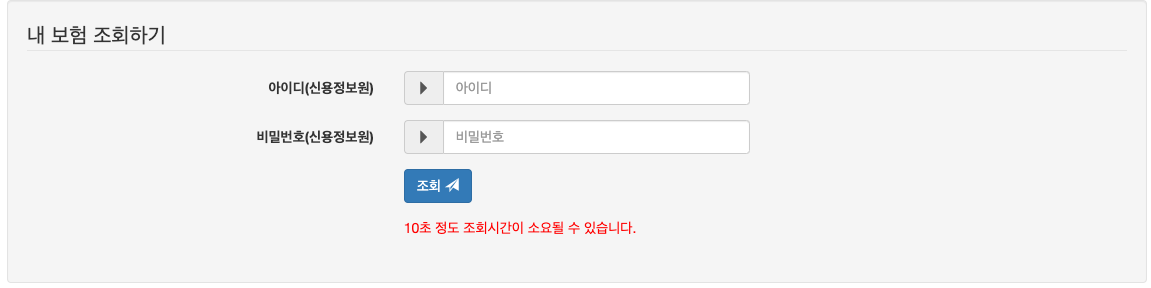 내 보험 조회하기
아이디(신용정보원)
아이디
비밀번호(신용정보원)
비밀번호
조회
10초 정도 조회시간이 소요될 수 있습니다.